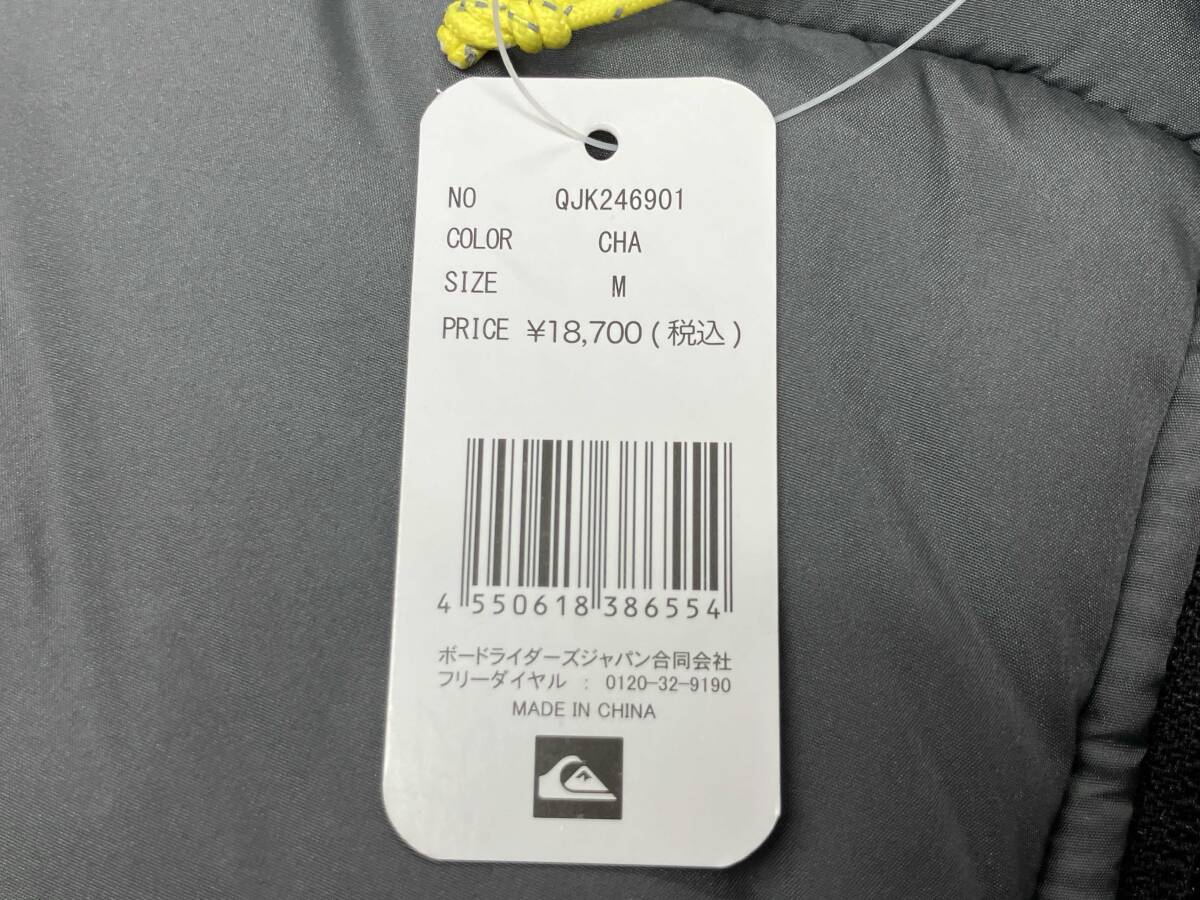 NO QJK246901
COLOR CHA
SIZE M
PRICE ¥18,700(税込)
4 550618 386554
ボードライダーズジャパン合同会社
フリーダイヤル : 0120-32-9190
MADE IN CHINA